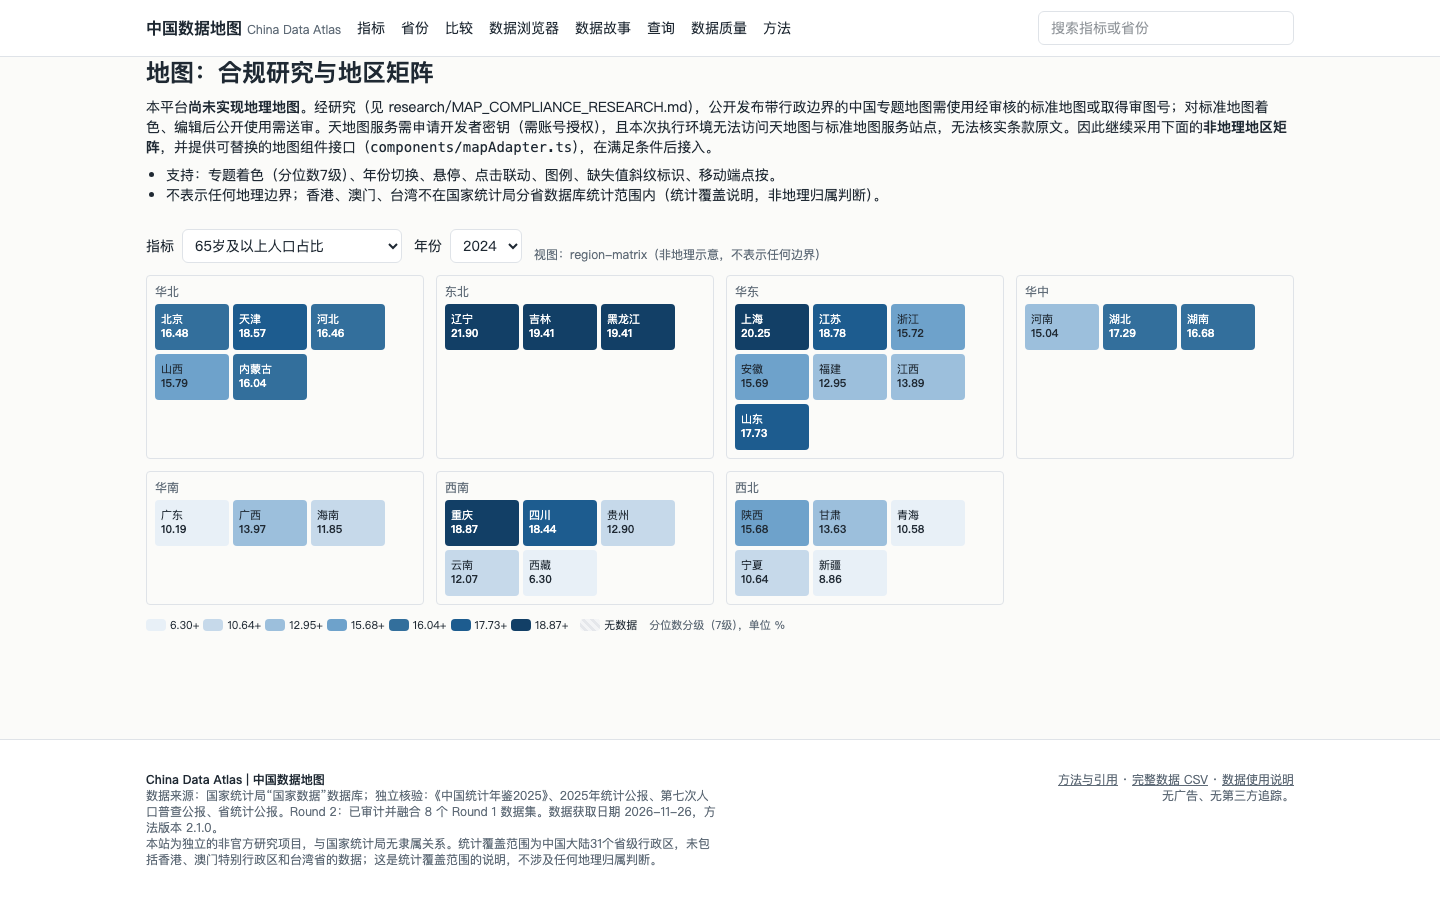 中国数据地图 China Data Atlas 指标 省份 比较 数据浏览器 数据故事 查询 数据质量 方法 搜索指标或省份
地图：合规研究与地区矩阵
本平台尚未实现地理地图。经研究（见 research/MAP_COMPLIANCE_RESEARCH.md），公开发布带行政边界的中国专题地图需使用经审核的标准地图或取得审图号；对标准地图着
色、编辑后公开使用需送审。天地图服务需申请开发者密钥（需账号授权），且本次执行环境无法访问天地图与标准地图服务站点，无法核实条款原文。因此继续采用下面的非地理地区矩
阵，并提供可替换的地图组件接口（components/mapAdapter.ts），在满足条件后接入。
• 支持：专题着色（分位数7级）、年份切换、悬停、点击联动、图例、缺失值斜纹标识、移动端点按。
• 不表示任何地理边界；香港、澳门、台湾不在国家统计局分省数据库统计范围内（统计覆盖说明，非地理归属判断）。
指标 65岁及以上人口占比 年份 2024 视图：region-matrix（非地理示意，不表示任何边界）
华北
北京 天津 河北
16.48 18.57 16.46
山西 内蒙古
15.79 16.04
东北
辽宁 吉林 黑龙江
21.90 19.41 19.41
华东
上海 江苏 浙江
20.25 18.78 15.72
安徽 福建 江西
15.69 12.95 13.89
山东
17.73
华中
河南 湖北 湖南
15.04 17.29 16.68
华南
广东 广西 海南
10.19 13.97 11.85
西南
重庆 四川 贵州
18.87 18.44 12.90
云南 西藏
12.07 6.30
西北
陕西 甘肃 青海
15.68 13.63 10.58
宁夏 新疆
10.64 8.86
6.30+ 10.64+ 12.95+ 15.68+ 16.04+ 17.73+ 18.87+ 无数据 分位数分级（7级），单位 %
China Data Atlas | 中国数据地图
数据来源：国家统计局“国家数据”数据库；独立核验：《中国统计年鉴2025》、2025年统计公报、第七次人
口普查公报、省统计公报。Round 2：已审计并融合 8 个 Round 1 数据集。数据获取日期 2026-11-26，方
法版本 2.1.0。
本站为独立的非官方研究项目，与国家统计局无隶属关系。统计覆盖范围为中国大陆31个省级行政区，未包
括香港、澳门特别行政区和台湾省的数据；这是统计覆盖范围的说明，不涉及任何地理归属判断。
方法与引用 · 完整数据 CSV · 数据使用说明
无广告、无第三方追踪。